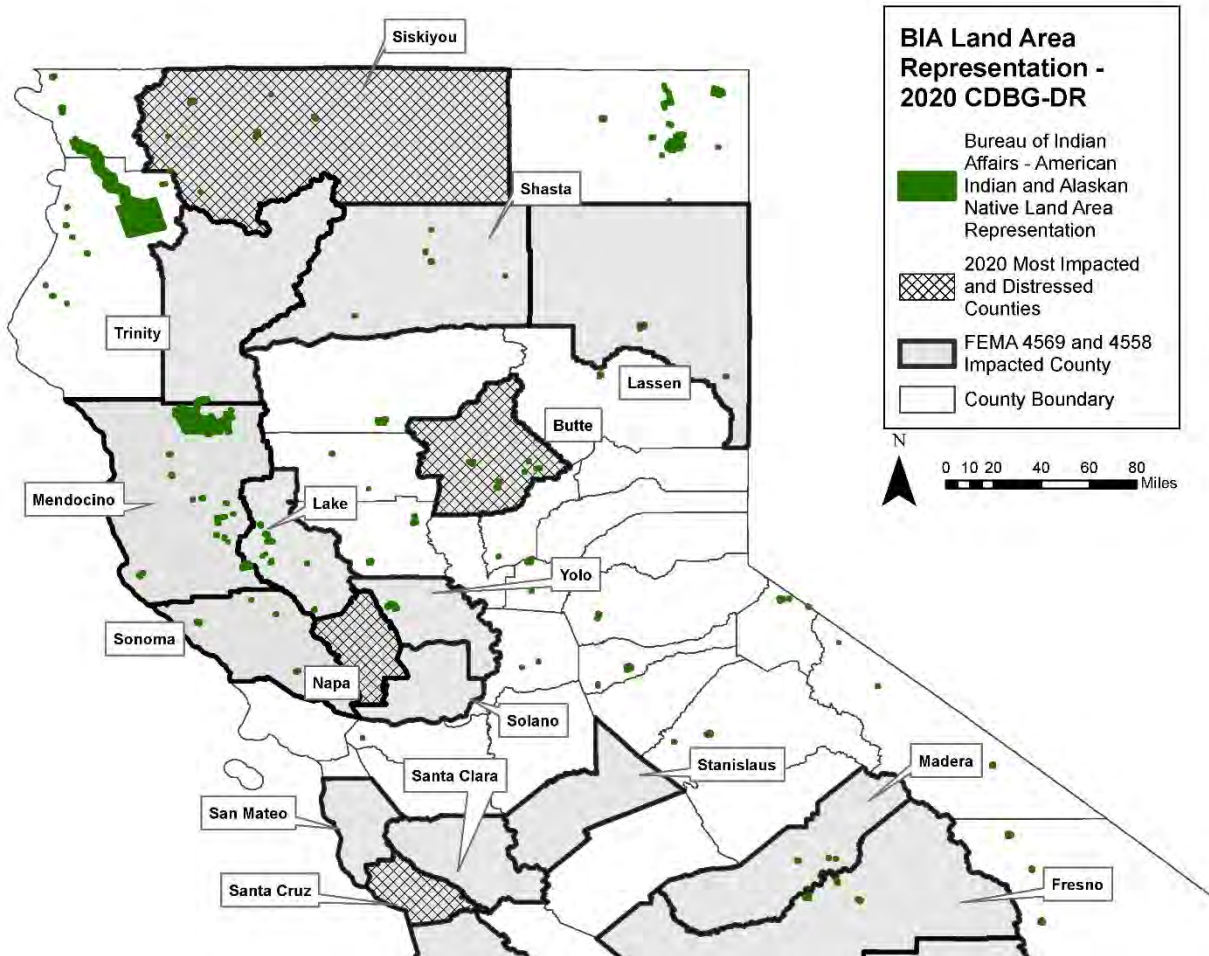 Siskiyou
Shasta
Trinity
Lassen
Butte
Mendocino
Lake
Yolo
Sonoma
Napa
Solano
Stanislaus
Madera
Santa Clara
San Mateo
Santa Cruz
Fresno
BIA Land Area
Representation -
2020 CDBG-DR
Bureau of Indian
Affairs - American
Indian and Alaskan
Native Land Area
Representation
2020 Most Impacted
and Distressed
Counties
FEMA 4569 and 4558
Impacted County
County Boundary
N
0 10 20 40 60 80 Miles